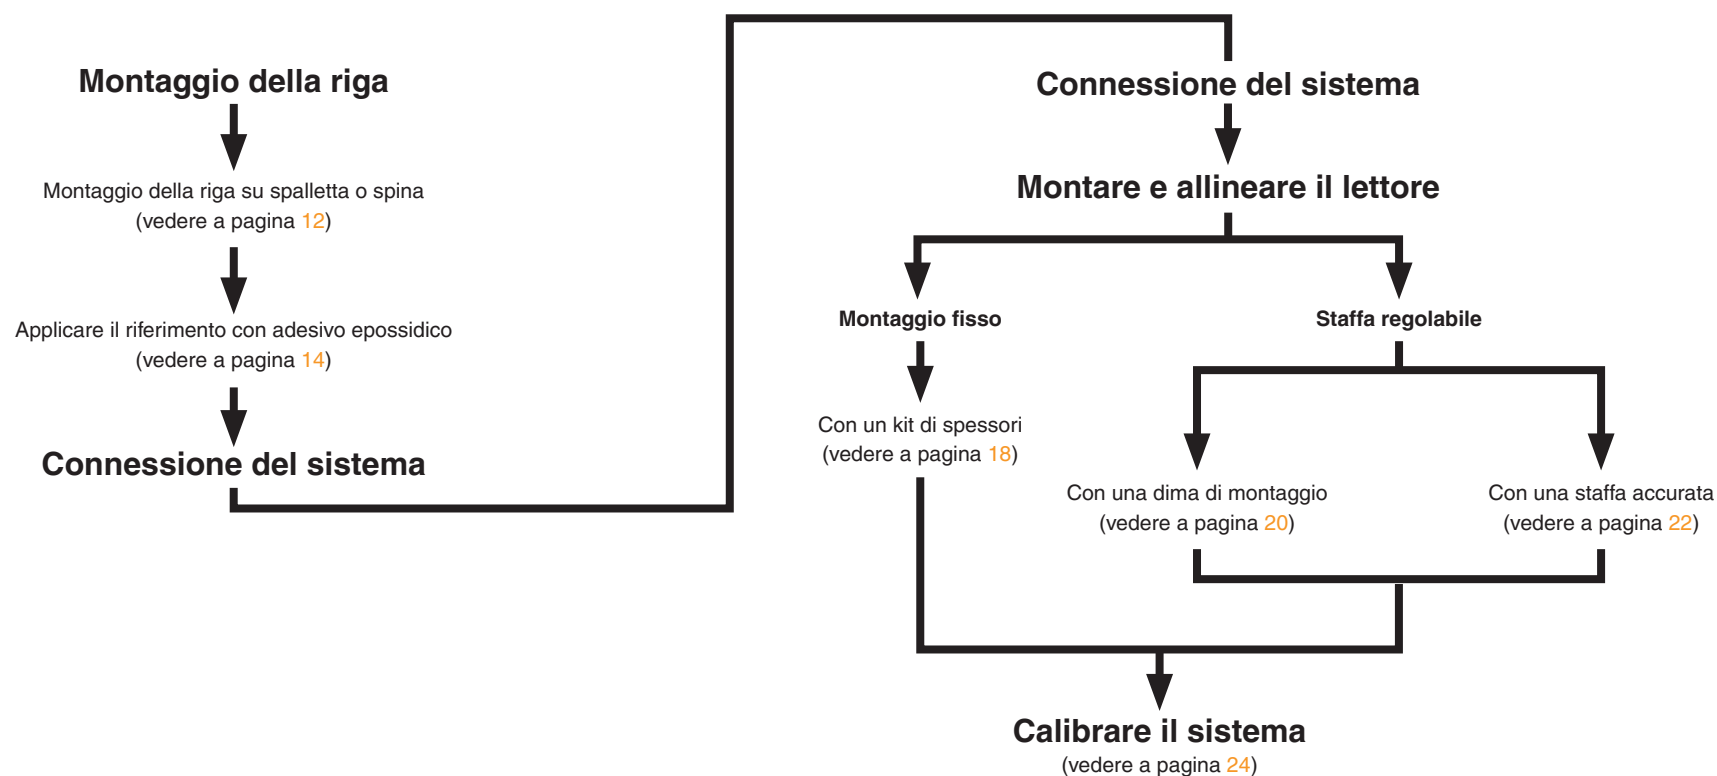 Montaggio della riga
Montaggio della riga su spalletta o spina
(vedere a pagina 12)
Applicare il riferimento con adesivo epossidico
(vedere a pagina 14)
Connessione del sistema
Connessione del sistema
Montare e allineare il lettore
Montaggio fisso
Con un kit di spessori
(vedere a pagina 18)
Staffa regolabile
Con una dima di montaggio
(vedere a pagina 20)
Con una staffa accurata
(vedere a pagina 22)
Calibrare il sistema
(vedere a pagina 24)